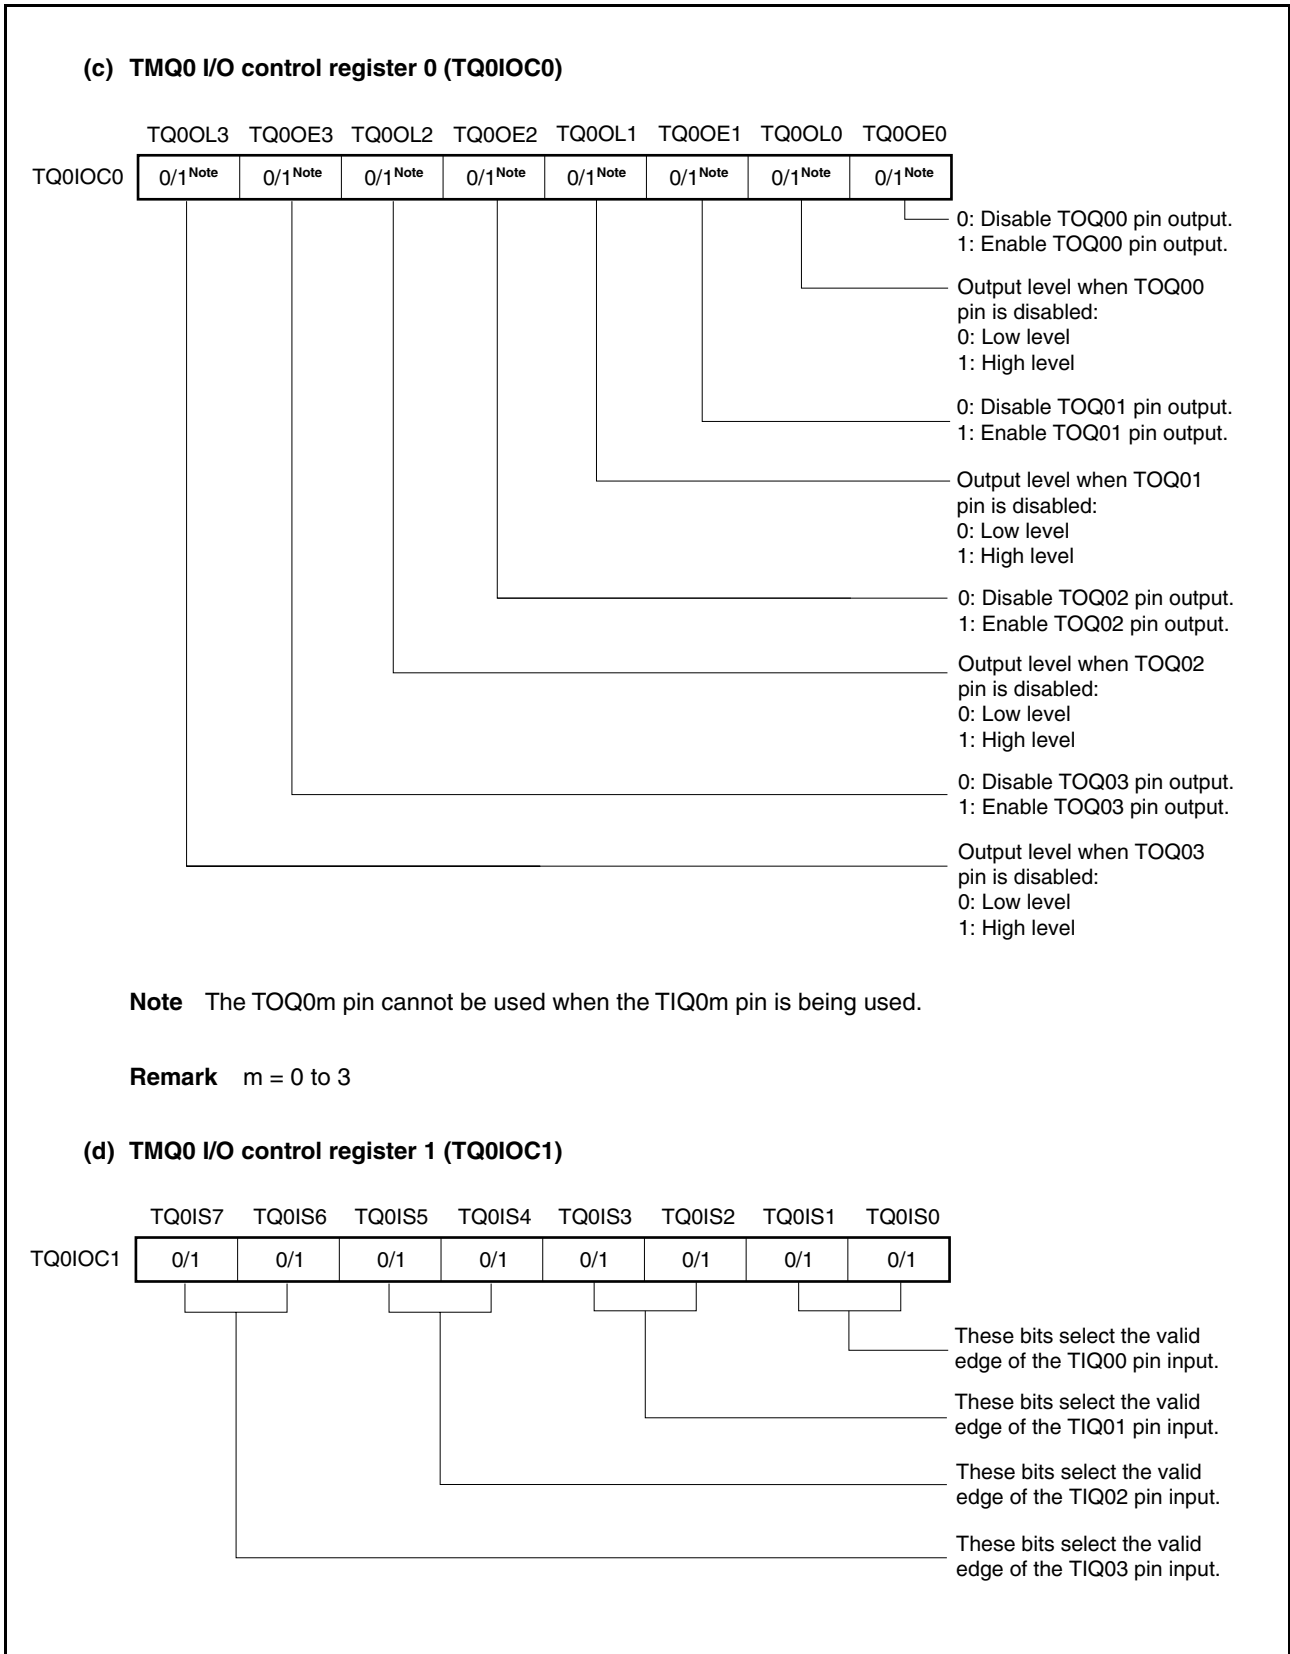 (c) TMQ0 I/O control register 0 (TQ0IOC0)
TQ0OL3 TQ0OE3 TQ0OL2 TQ0OE2 TQ0OL1 TQ0OE1 TQ0OL0 TQ0OE0
TQ0IOC0 0/1Note 0/1Note 0/1Note 0/1Note 0/1Note 0/1Note 0/1Note 0/1Note
0: Disable TOQ00 pin output.
1: Enable TOQ00 pin output.
Output level when TOQ00
pin is disabled:
0: Low level
1: High level
0: Disable TOQ01 pin output.
1: Enable TOQ01 pin output.
Output level when TOQ01
pin is disabled:
0: Low level
1: High level
0: Disable TOQ02 pin output.
1: Enable TOQ02 pin output.
Output level when TOQ02
pin is disabled:
0: Low level
1: High level
0: Disable TOQ03 pin output.
1: Enable TOQ03 pin output.
Output level when TOQ03
pin is disabled:
0: Low level
1: High level
Note The TOQ0m pin cannot be used when the TIQ0m pin is being used.
Remark m = 0 to 3
(d) TMQ0 I/O control register 1 (TQ0IOC1)
TQ0IS7 TQ0IS6 TQ0IS5 TQ0IS4 TQ0IS3 TQ0IS2 TQ0IS1 TQ0IS0
TQ0IOC1 0/1 0/1 0/1 0/1 0/1 0/1 0/1 0/1
These bits select the valid
edge of the TIQ00 pin input.
These bits select the valid
edge of the TIQ01 pin input.
These bits select the valid
edge of the TIQ02 pin input.
These bits select the valid
edge of the TIQ03 pin input.